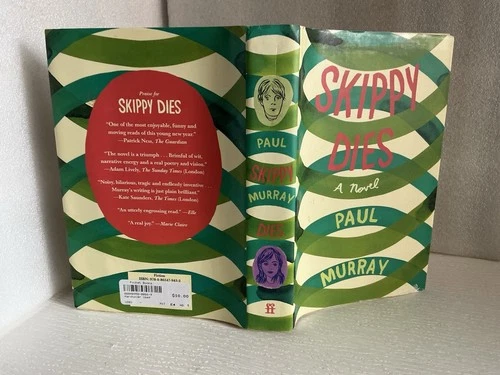 Praise for
SKIPPY DIES
"One of the most enjoyable, funny and
moving reads of this young new year."
—Patrick Ness, The Guardian
"The novel is a triumph . . . Brimful of wit,
narrative energy and a real poetry and vision."
—Adam Lively, The Sunday Times (London)
"Noisy, hilarious, tragic and endlessly inventive.
Murray's writing is just plain brilliant."
—Kate Saunders, The Times (London)
"An utterly engrossing read." —Elle
"A real joy." —Marie Claire
Fiction
PAUL
SKIPPY
MURRAY
DIES
ff
SKIPPY
DIES
A Novel
PAUL
MURRAY